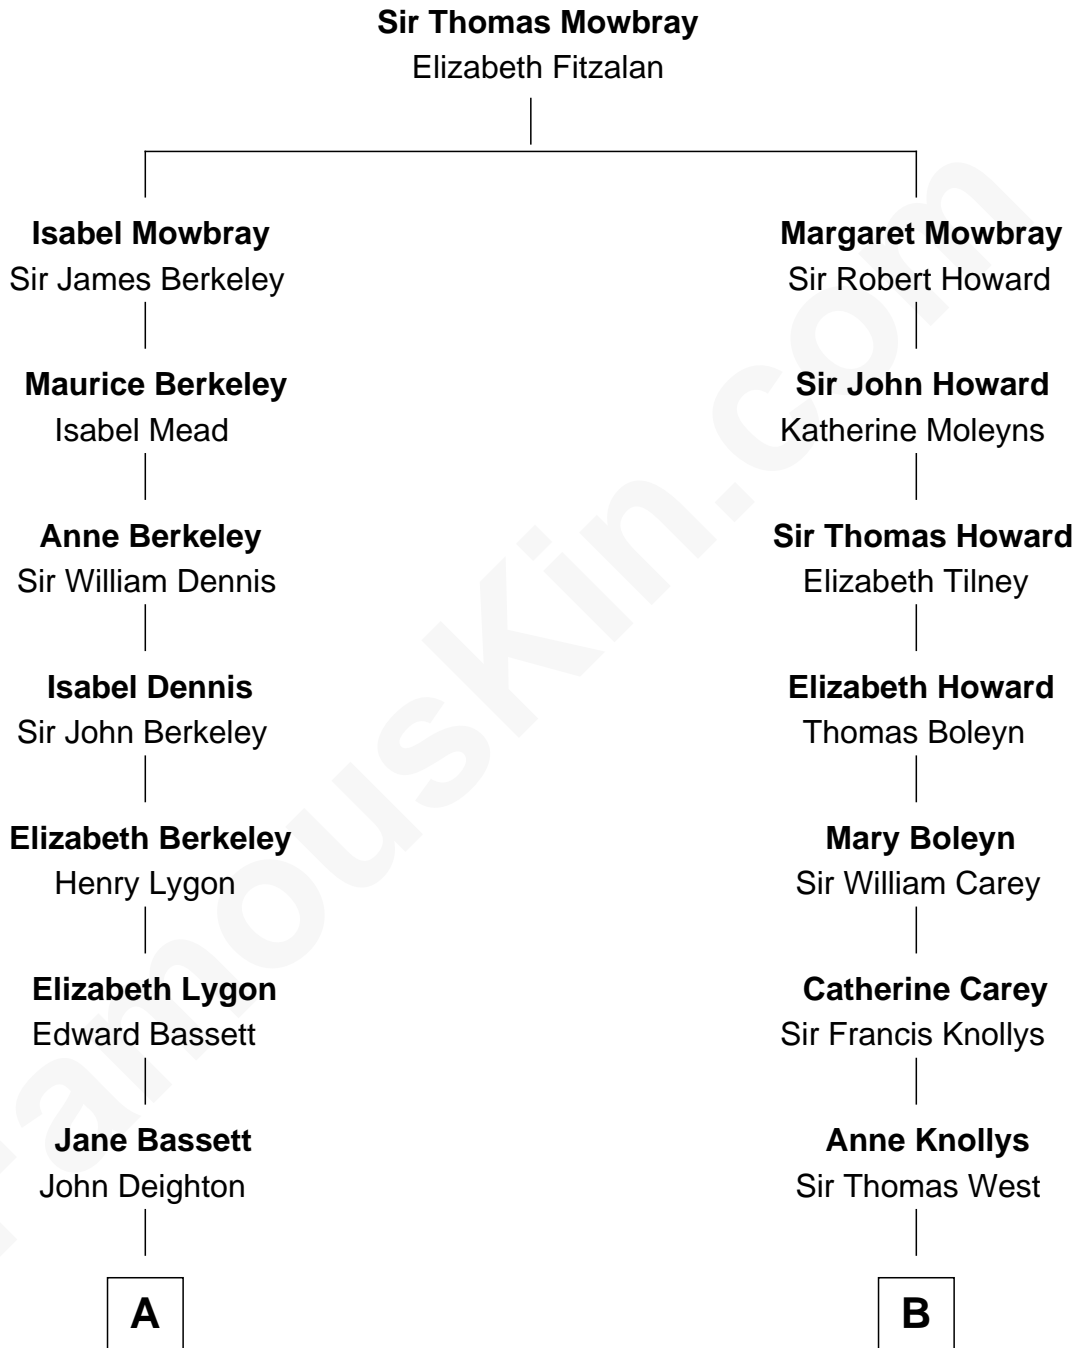 Sir Thomas Mowbray
Elizabeth Fitzalan
Isabel Mowbray
Sir James Berkeley
Maurice Berkeley
Isabel Mead
Anne Berkeley
Sir William Dennis
Isabel Dennis
Sir John Berkeley
Elizabeth Berkeley
Henry Lygon
Elizabeth Lygon
Edward Bassett
Jane Bassett
John Deighton
A
Margaret Mowbray
Sir Robert Howard
Sir John Howard
Katherine Moleyns
Sir Thomas Howard
Elizabeth Tilney
Elizabeth Howard
Thomas Boleyn
Mary Boleyn
Sir William Carey
Catherine Carey
Sir Francis Knollys
Anne Knollys
Sir Thomas West
B
FamousKin.com